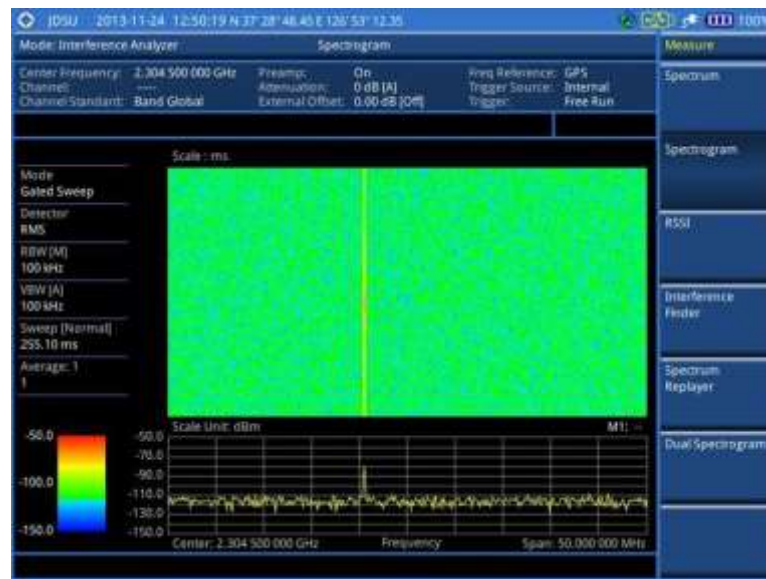 JDSU 2013-11-24 12:50:19 N 37° 28' 48.45 E 126° 53' 12.35 100%
Mode: Interference Analyzer Spectrogram Measure
Center Frequency: 2.304 500 000 GHz Preamp: On Freq Reference: GPS
Channel: ---- Attenuation: 0 dB [A] Trigger Source: Internal
Channel Standard: Band Global External Offset: 0.00 dB [Off] Trigger: Free Run
Spectrum
Spectrogram
RSSI
Interference
Finder
Spectrum
Replayer
Dual Spectrogram
Scale : ms
Mode
Gated Sweep
Detector
RMS
RBW [M]
100 kHz
VBW [A]
100 kHz
Sweep [Normal]
255.10 ms
Average: 1
1
Scale Unit: dBm M1: --
-50.0
-100.0
-150.0
-50.0
-70.0
-90.0
-110.0
-130.0
-150.0
Center: 2.304 500 000 GHz Frequency Span: 50.000 000 MHz